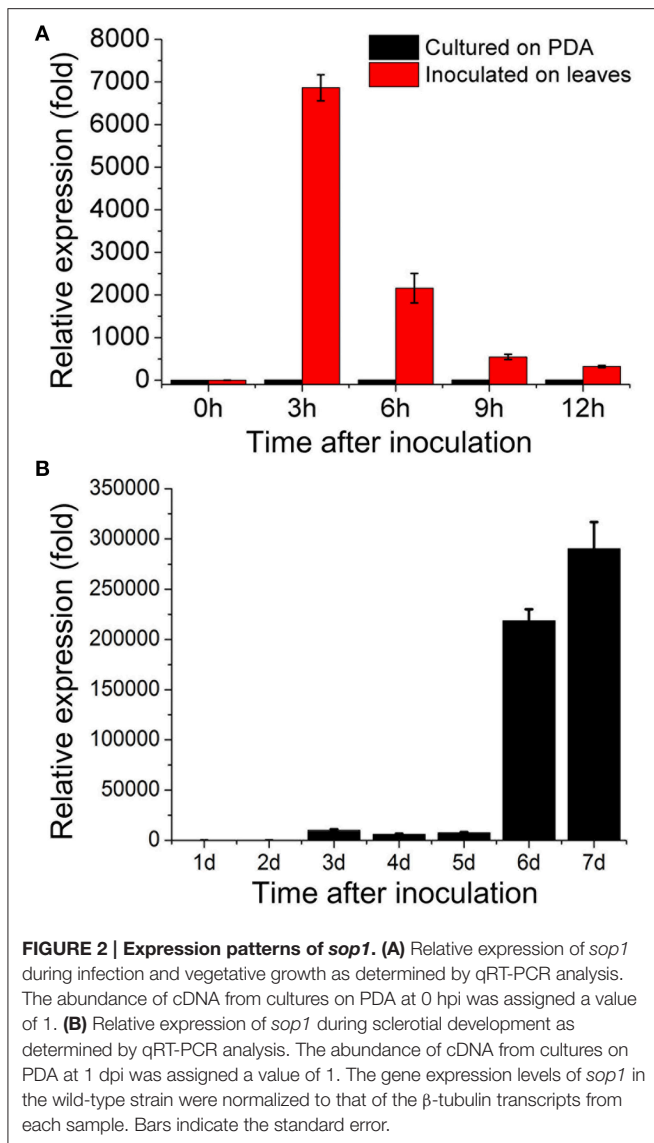 A
Cultured on PDA
Inoculated on leaves
Relative expression (fold)
8000
7000
6000
5000
4000
3000
2000
1000
0
0h 3h 6h 9h 12h
Time after inoculation
B
Relative expression (fold)
350000
300000
250000
200000
150000
100000
50000
0
1d 2d 3d 4d 5d 6d 7d
Time after inoculation
FIGURE 2 | Expression patterns of sop1. (A) Relative expression of sop1
during infection and vegetative growth as determined by qRT-PCR analysis.
The abundance of cDNA from cultures on PDA at 0 hpi was assigned a value
of 1. (B) Relative expression of sop1 during sclerotial development as
determined by qRT-PCR analysis. The abundance of cDNA from cultures on
PDA at 1 dpi was assigned a value of 1. The gene expression levels of sop1 in
the wild-type strain were normalized to that of the β-tubulin transcripts from
each sample. Bars indicate the standard error.